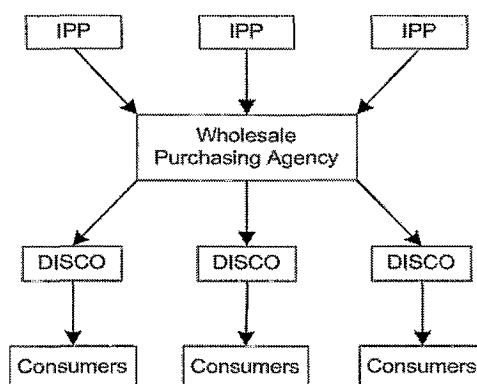 IPP IPP IPP
Wholesale
Purchasing Agency
DISCO DISCO DISCO
Consumers Consumers Consumers